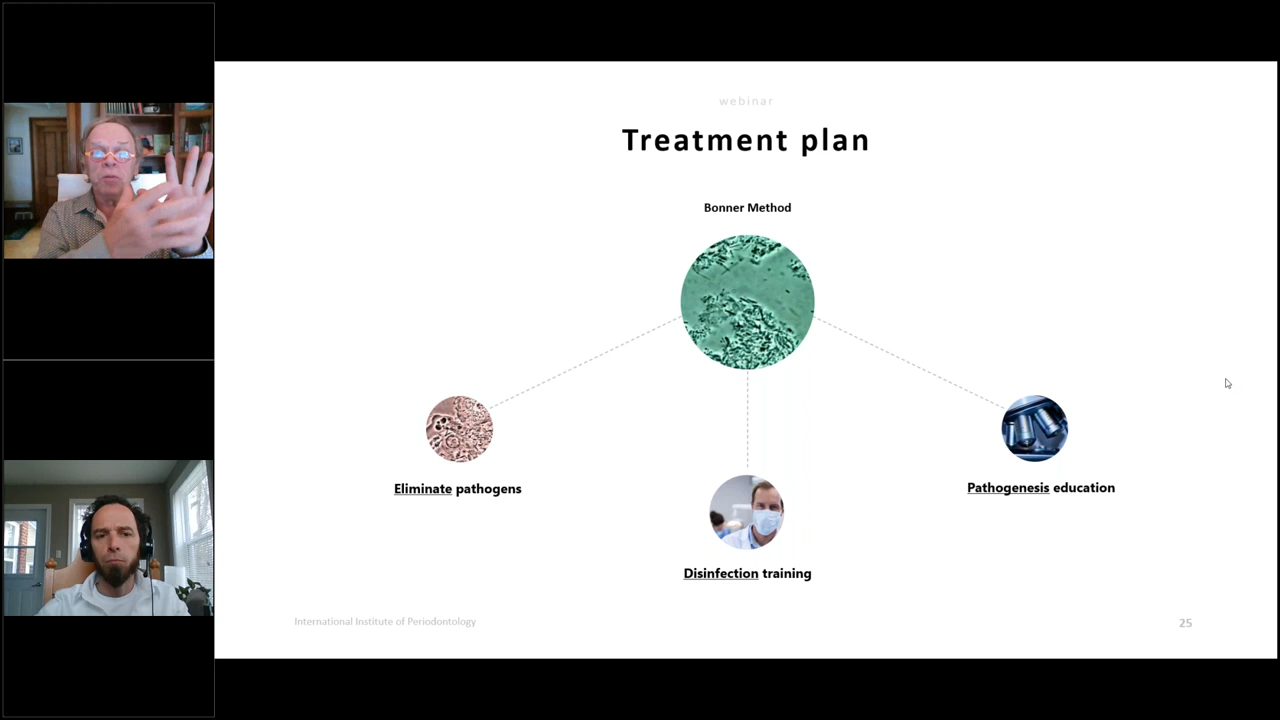 webinar
Treatment plan
Bonner Method
Eliminate pathogens
Pathogenesis education
Disinfection training
International Institute of Periodontology
25